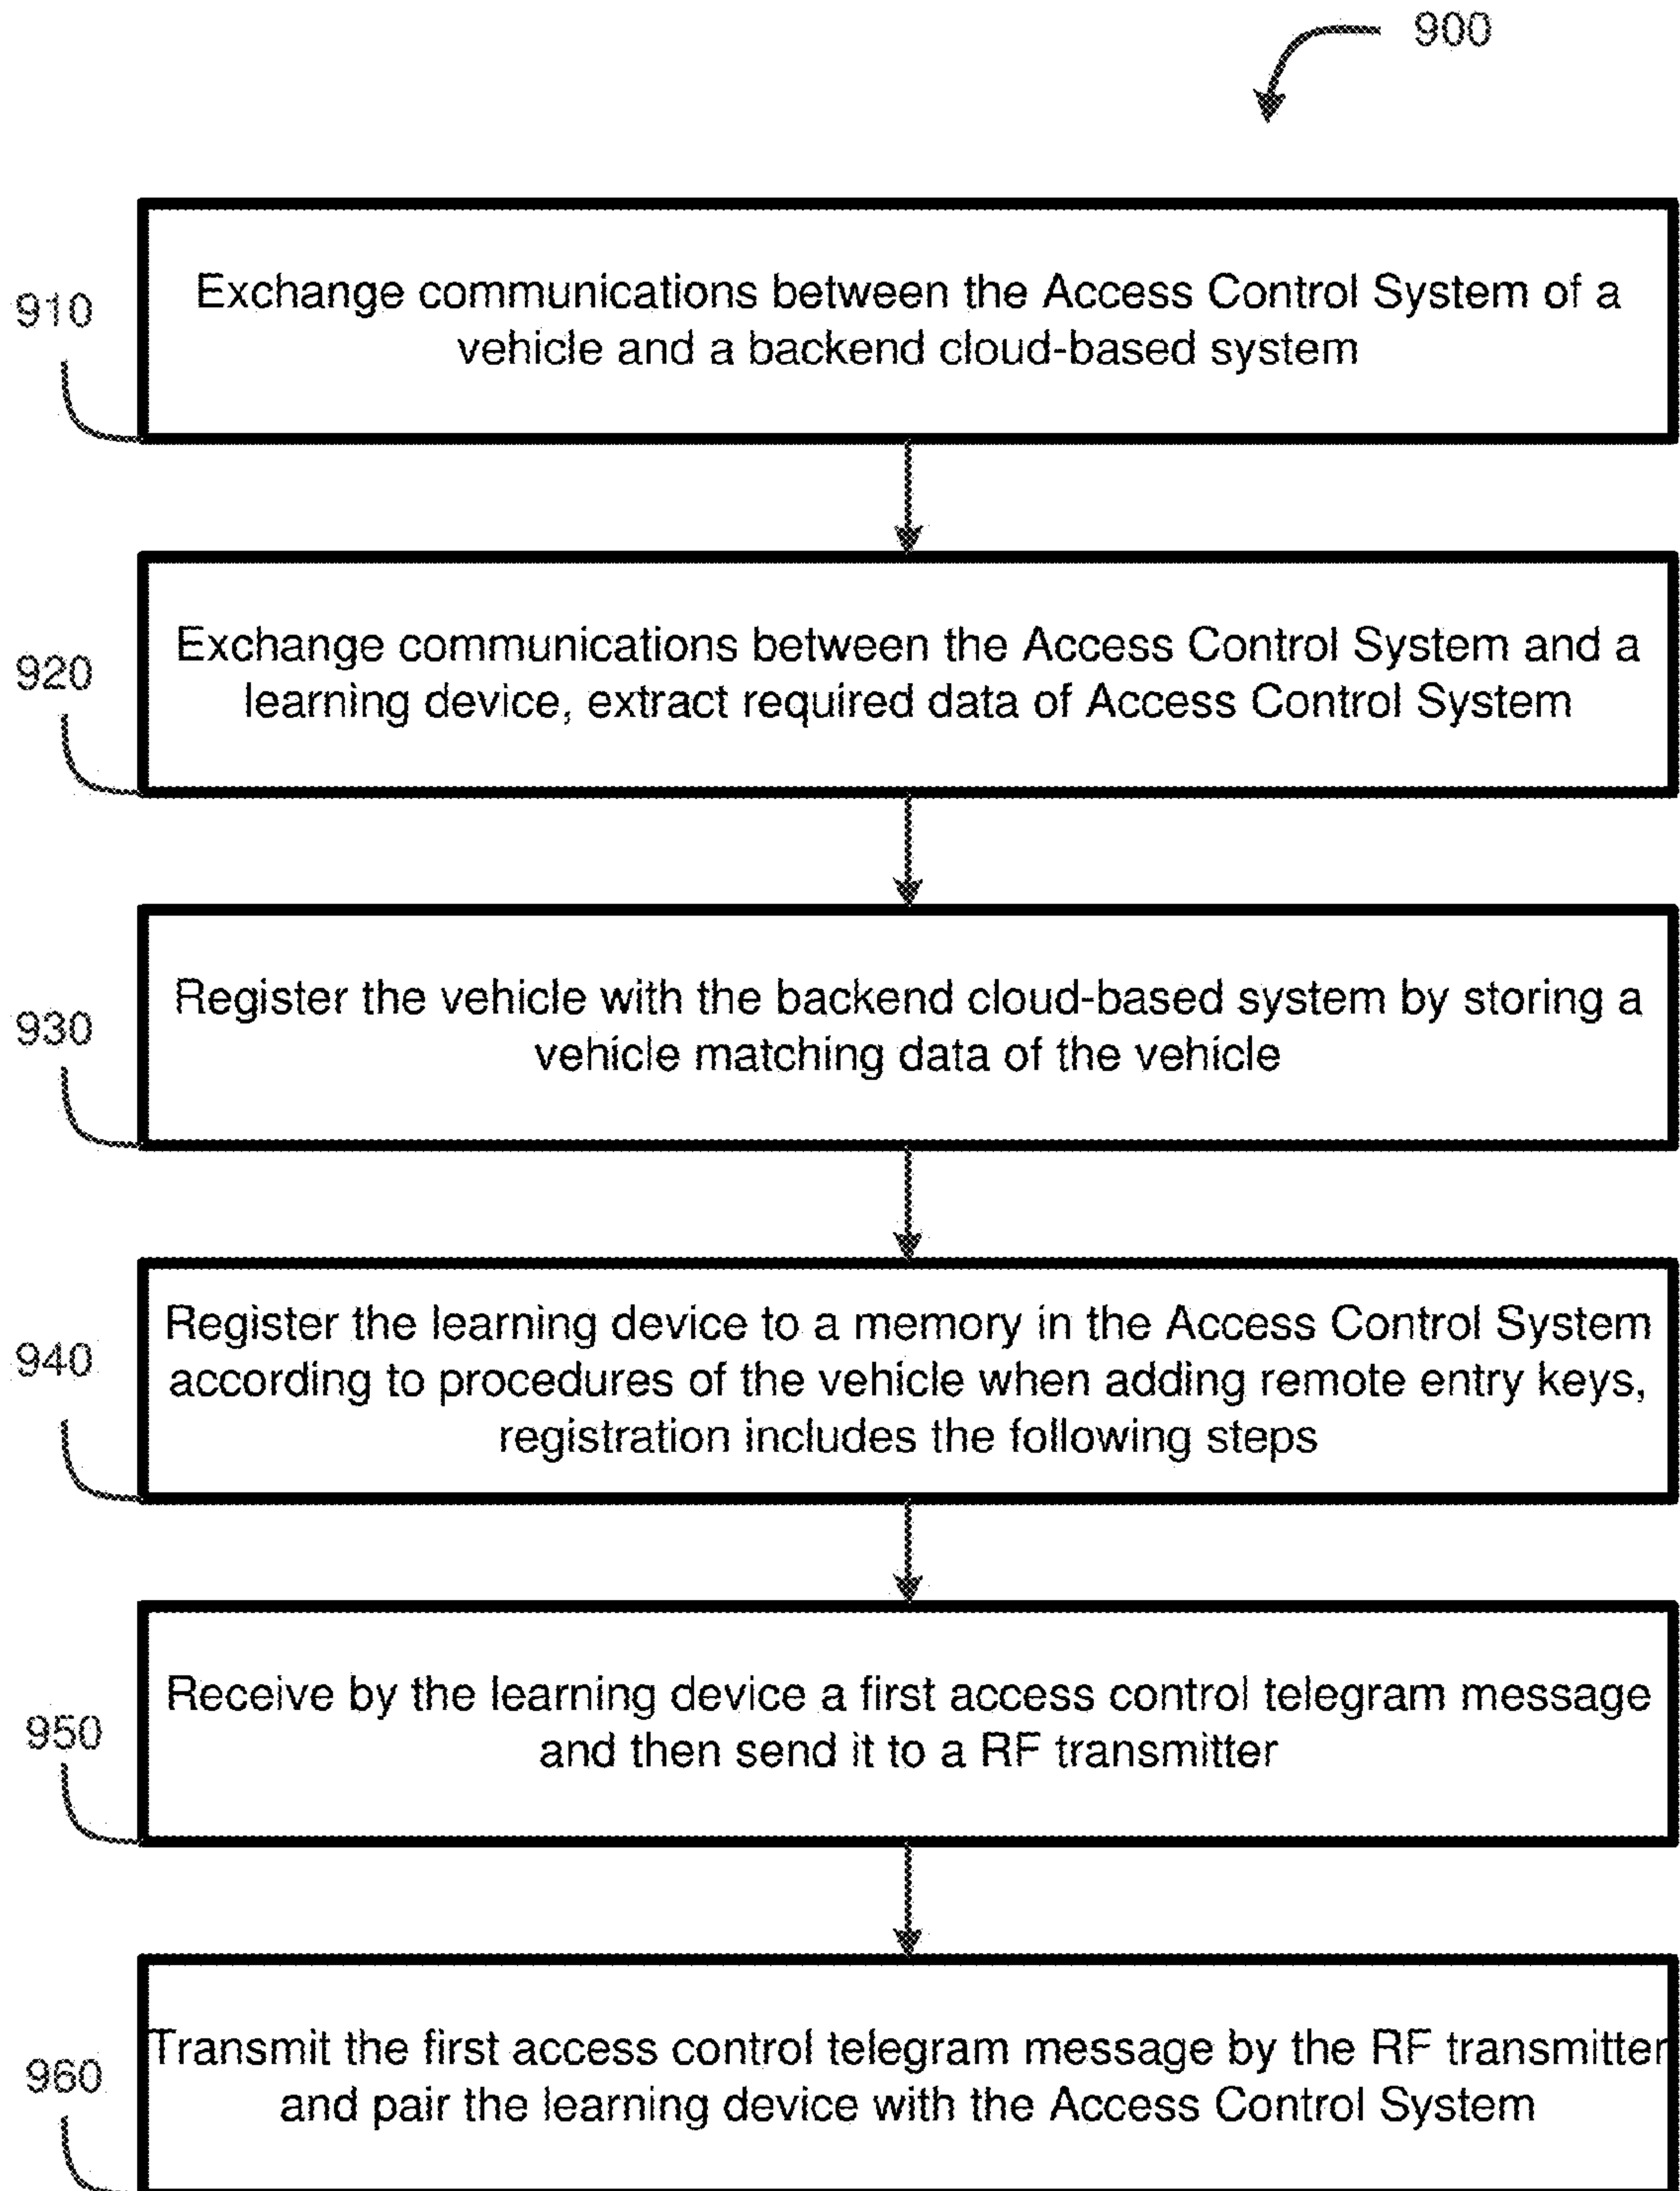 900
910
Exchange communications between the Access Control System of a
vehicle and a backend cloud-based system
920
Exchange communications between the Access Control System and a
learning device, extract required data of Access Control System
930
Register the vehicle with the backend cloud-based system by storing a
vehicle matching data of the vehicle
940
Register the learning device to a memory in the Access Control System
according to procedures of the vehicle when adding remote entry keys,
registration includes the following steps
950
Receive by the learning device a first access control telegram message
and then send it to a RF transmitter
960
Transmit the first access control telegram message by the RF transmitter
and pair the learning device with the Access Control System